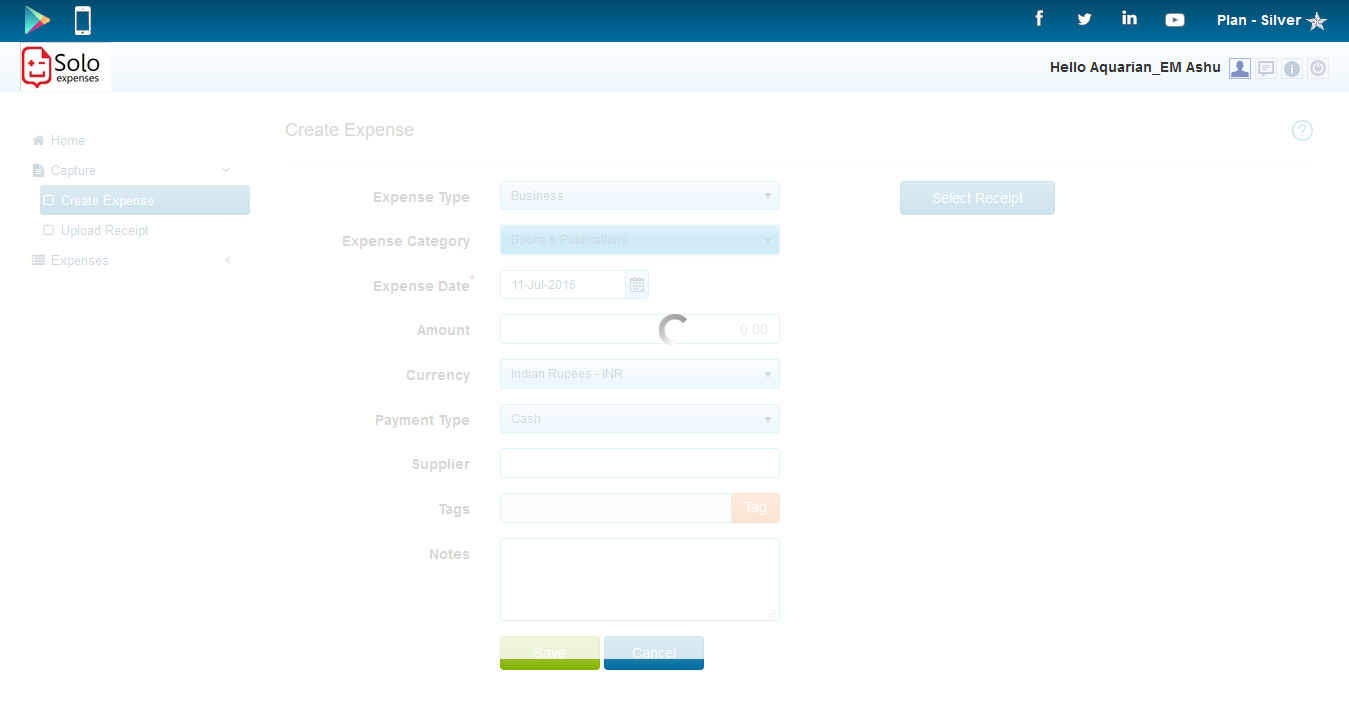 Plan - Silver
Solo
expenses
Hello Aquarian_EM Ashu
Home
Capture
Create Expense
Upload Receipt
Expenses
Create Expense
?
Expense Type
Business
Select Receipt
Expense Category
Books & Publications
Expense Date *
11-Jul-2016
Amount
0.00
Currency
Indian Rupees - INR
Payment Type
Cash
Supplier
Tags
Tag
Notes
Save
Cancel